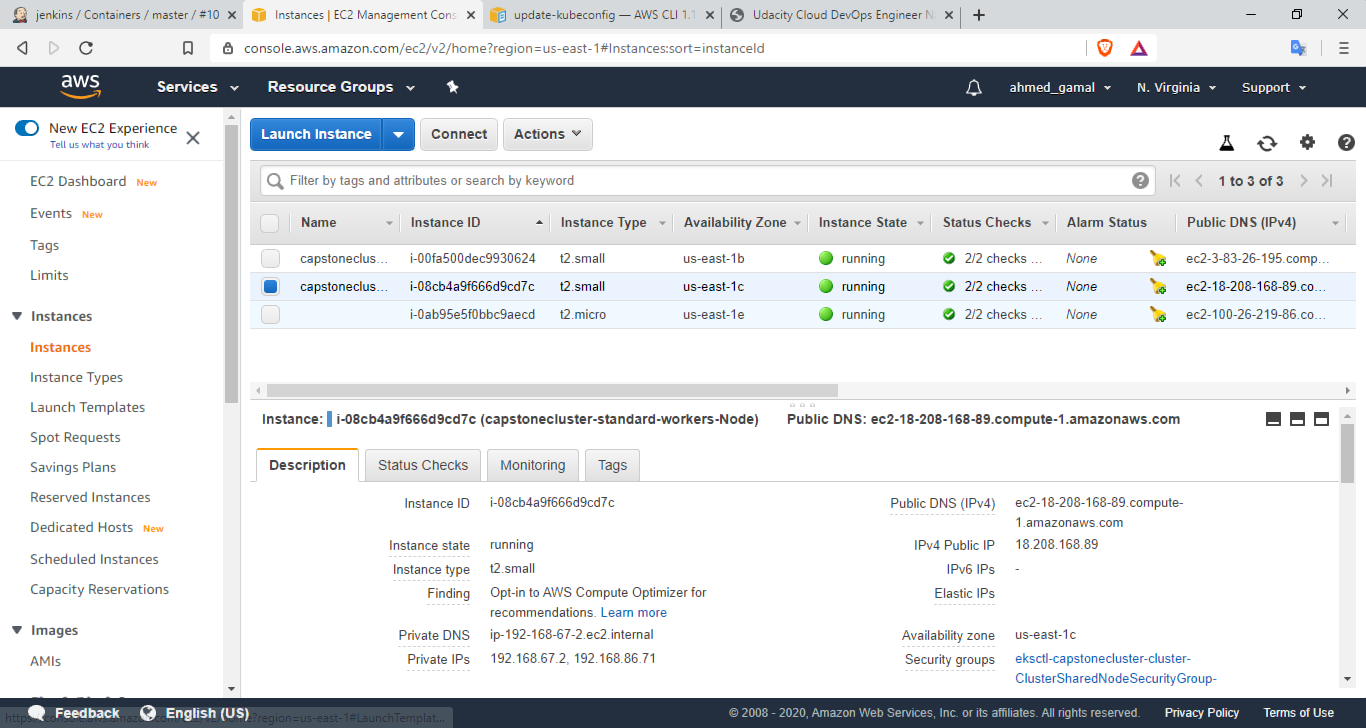 jenkins / Containers / master / #10
Instances | EC2 Management Cons
update-kubeconfig — AWS CLI 1.1
Udacity Cloud DevOps Engineer N
console.aws.amazon.com/ec2/v2/home?region=us-east-1#Instances:sort=instanceId
aws Services Resource Groups ahmed_gamal N. Virginia Support
New EC2 Experience
Tell us what you think
EC2 Dashboard New
Events New
Tags
Limits
Instances
Instances
Instance Types
Launch Templates
Spot Requests
Savings Plans
Reserved Instances
Dedicated Hosts New
Scheduled Instances
Capacity Reservations
Images
AMIs
Launch Instance Connect Actions
Filter by tags and attributes or search by keyword 1 to 3 of 3
Name Instance ID Instance Type Availability Zone Instance State Status Checks Alarm Status Public DNS (IPv4)
capstoneclus... i-00fa500dec9930624 t2.small us-east-1b running 2/2 checks ... None ec2-3-83-26-195.comp...
capstoneclus... i-08cb4a9f666d9cd7c t2.small us-east-1c running 2/2 checks ... None ec2-18-208-168-89.co...
i-0ab95e5f0bbc9aecd t2.micro us-east-1e running 2/2 checks ... None ec2-100-26-219-86.co...
Instance: i-08cb4a9f666d9cd7c (capstonecluster-standard-workers-Node) Public DNS: ec2-18-208-168-89.compute-1.amazonaws.com
Description Status Checks Monitoring Tags
Instance ID i-08cb4a9f666d9cd7c Public DNS (IPv4) ec2-18-208-168-89.compute-
1.amazonaws.com
Instance state running IPv4 Public IP 18.208.168.89
Instance type t2.small IPv6 IPs -
Finding Opt-in to AWS Compute Optimizer for Elastic IPs
recommendations. Learn more
Private DNS ip-192-168-67-2.ec2.internal Availability zone us-east-1c
Private IPs 192.168.67.2, 192.168.86.71 Security groups eksctl-capstonecluster-cluster-
ClusterSharedNodeSecurityGroup-
Feedback English (US) © 2008 - 2020, Amazon Web Services, Inc. or its affiliates. All rights reserved. Privacy Policy Terms of Use